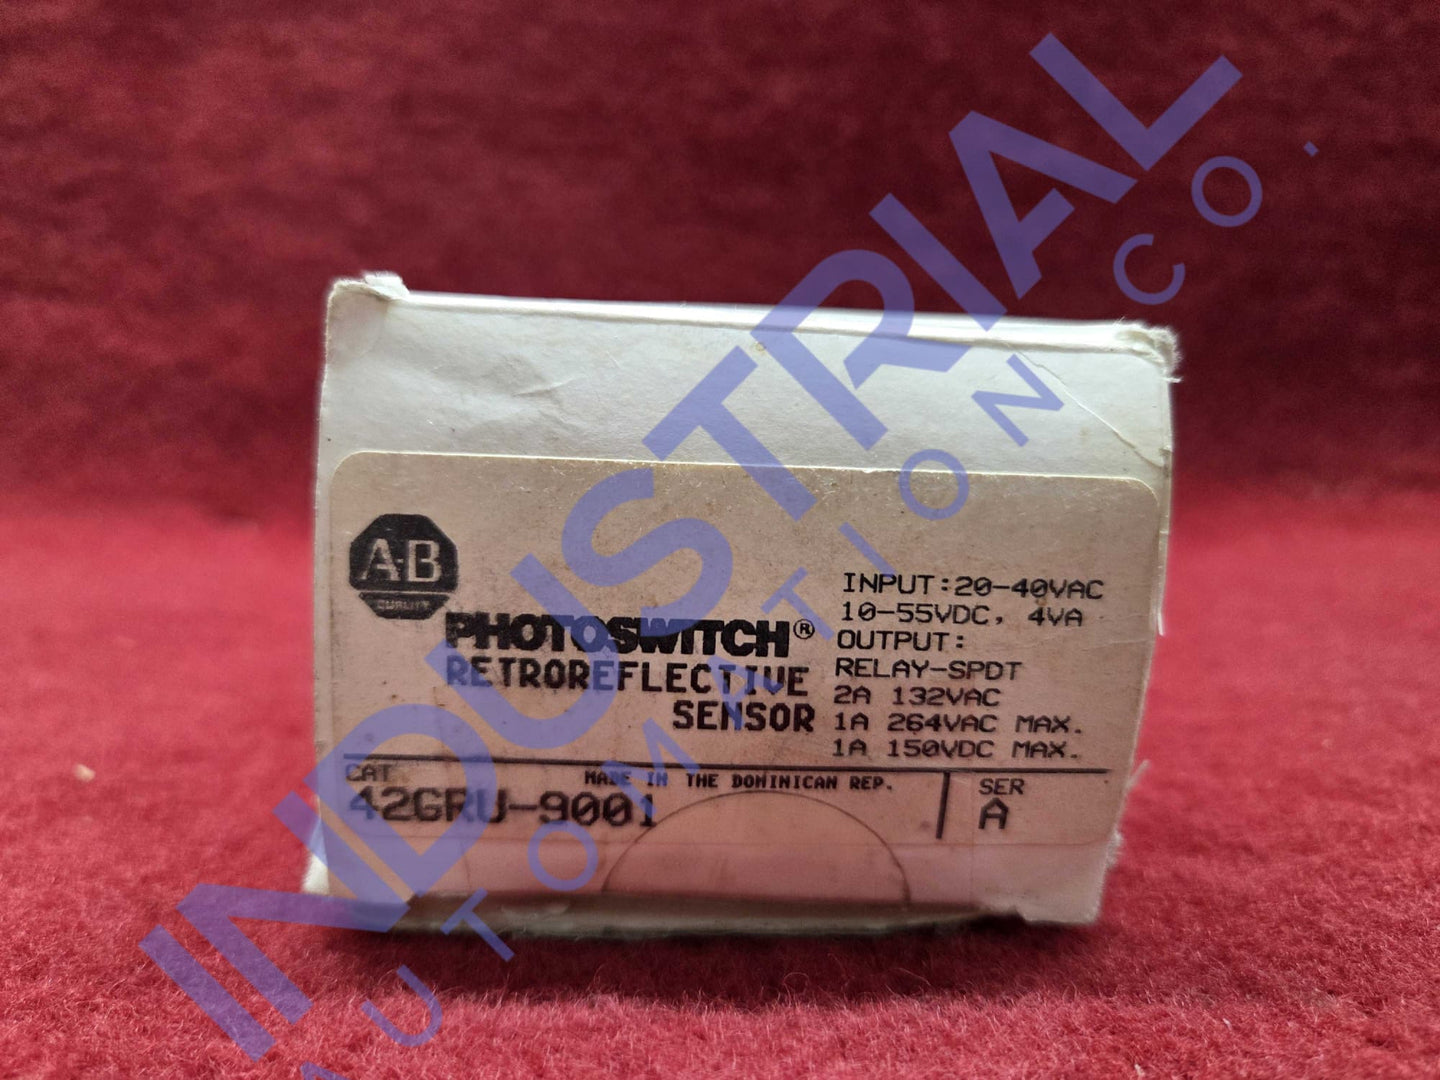 A-B
QUALITY
PHOTOSWITCH®
RETROREFLECTIVE
SENSOR
INPUT:20-40VAC
10-55VDC, 4VA
OUTPUT:
RELAY-SPDT
2A 132VAC
1A 264VAC MAX.
1A 150VDC MAX.
CAT
42GRU-9001
MADE IN THE DOMINICAN REP.
SER
A
INDUSTRIAL
AUTOMATION CO.